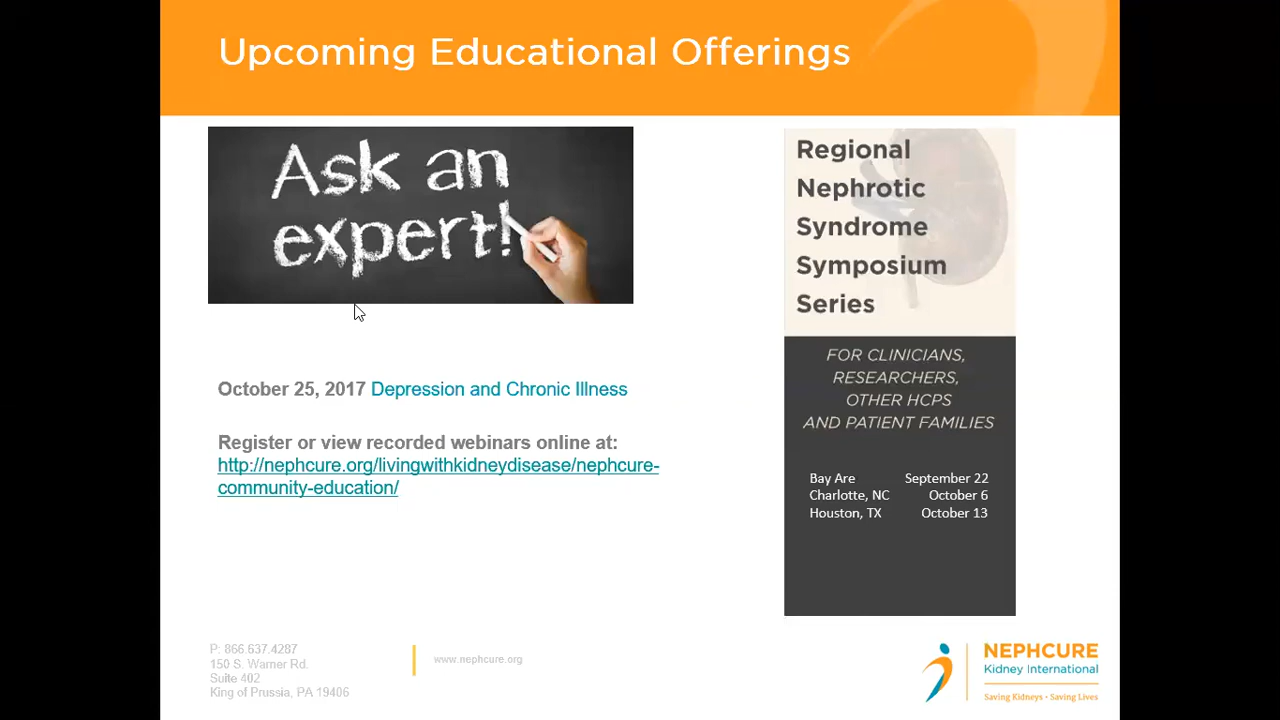 Upcoming Educational Offerings
Ask an
expert!
October 25, 2017 Depression and Chronic Illness
Register or view recorded webinars online at:
http://nephcure.org/livingwithkidneydisease/nephcure-
community-education/
Regional
Nephrotic
Syndrome
Symposium
Series
FOR CLINICIANS,
RESEARCHERS,
OTHER HCPS
AND PATIENT FAMILIES
Bay Are September 22
Charlotte, NC October 6
Houston, TX October 13
P: 866.637.4287
150 S. Warner Rd.
Suite 402
King of Prussia, PA 19406
www.nephcure.org
NEPHCURE
Kidney International
Saving Kidneys • Saving Lives